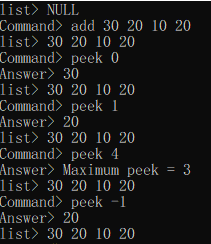 list> NULL
Command> add 30 20 10 20
list> 30 20 10 20
Command> peek 0
Answer> 30
list> 30 20 10 20
Command> peek 1
Answer> 20
list> 30 20 10 20
Command> peek 4
Answer> Maximum peek = 3
list> 30 20 10 20
Command> peek -1
Answer> 20
list> 30 20 10 20